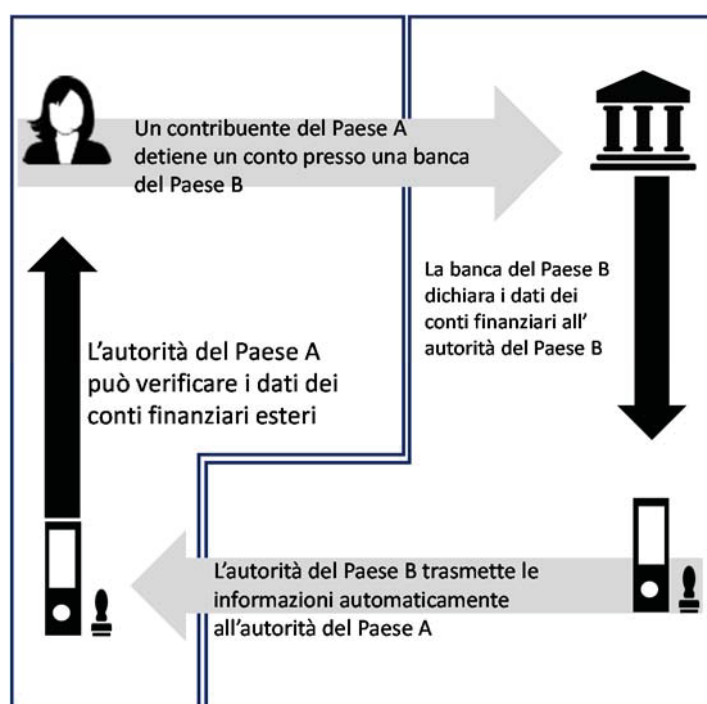 Un contribuente del Paese A
detiene un conto presso una banca
del Paese B
La banca del Paese B
dichiara i dati dei
conti finanziari all’
autorità del Paese B
L’autorità del Paese A
può verificare i dati dei
conti finanziari esteri
L’autorità del Paese B trasmette le
informazioni automaticamente
all’autorità del Paese A